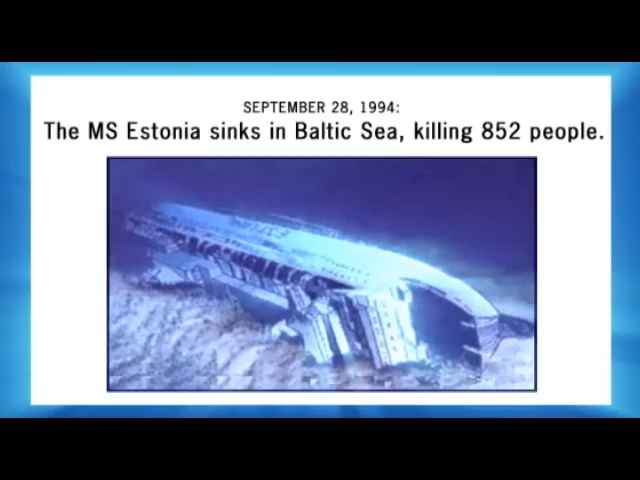 SEPTEMBER 28, 1994:
The MS Estonia sinks in Baltic Sea, killing 852 people.